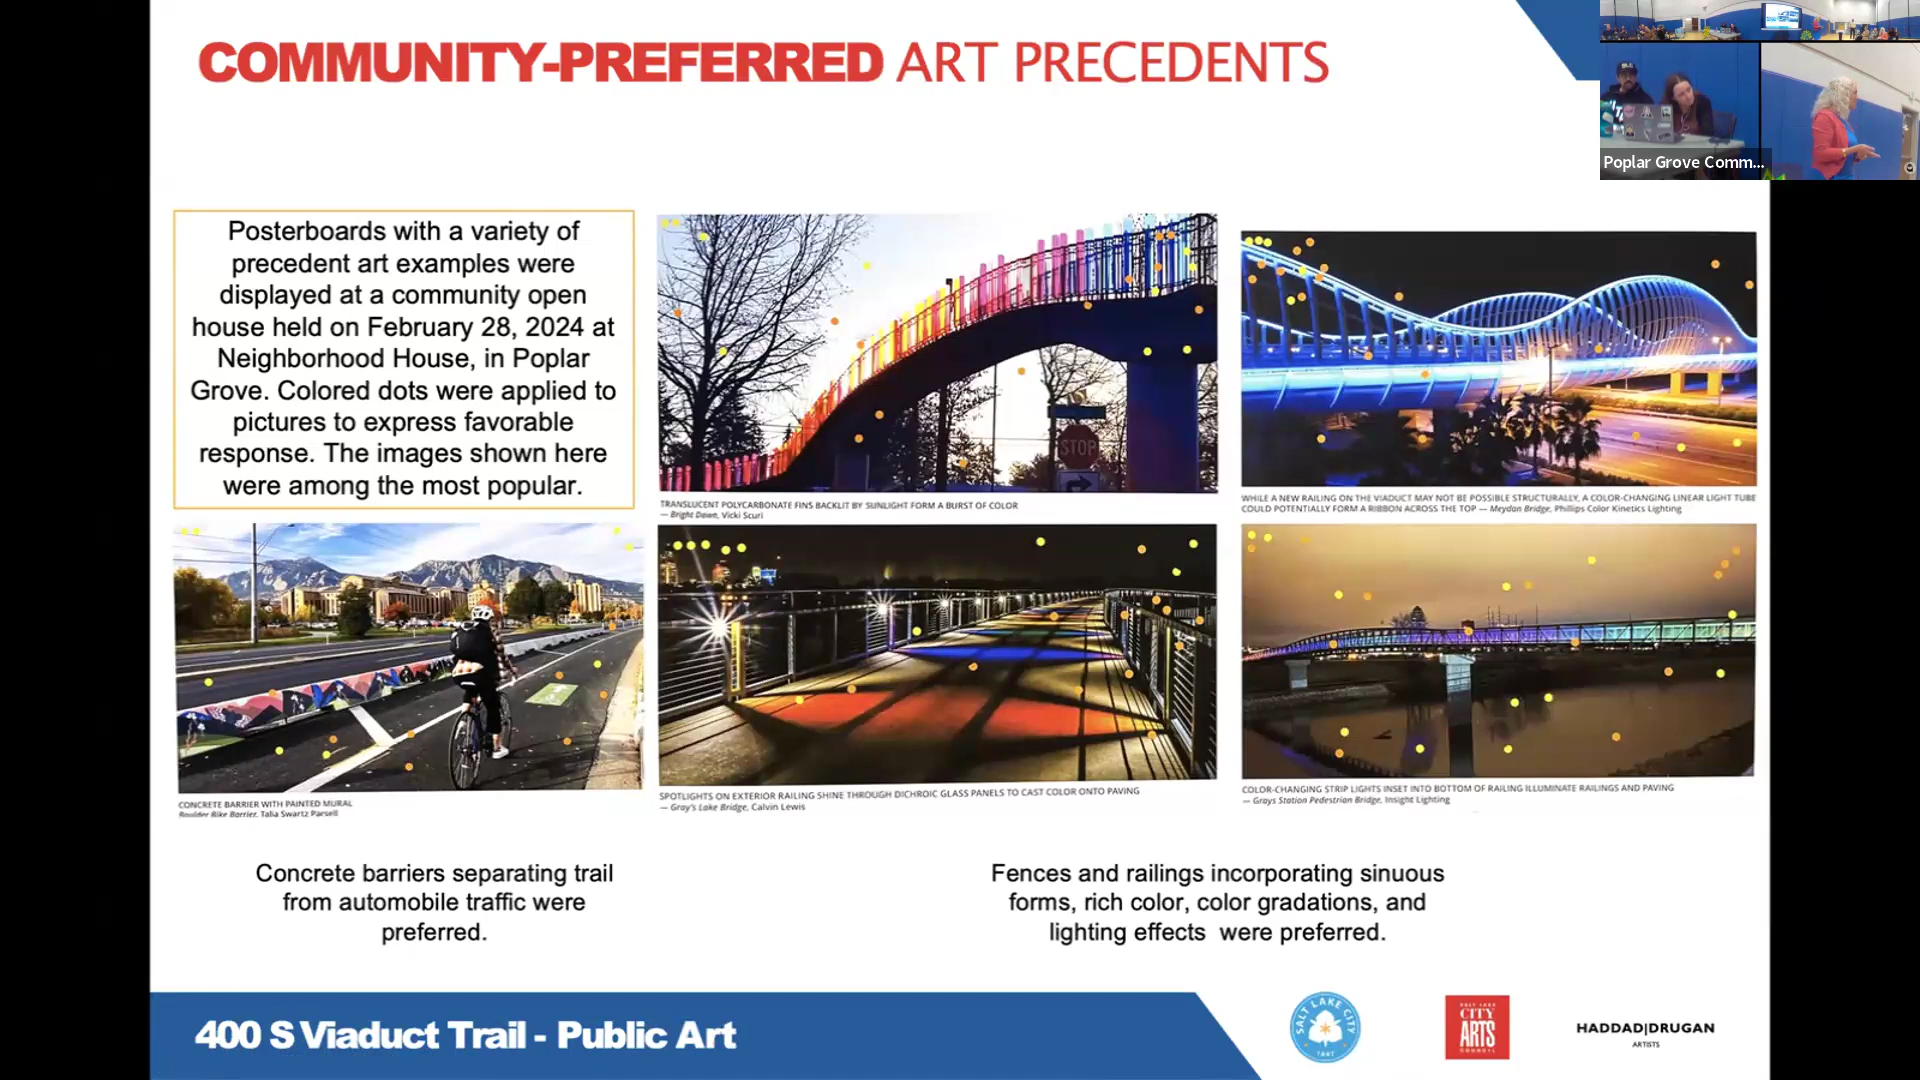 COMMUNITY-PREFERRED ART PRECEDENTS
Poplar Grove Comm...
Posterboards with a variety of
precedent art examples were
displayed at a community open
house held on February 28, 2024 at
Neighborhood House, in Poplar
Grove. Colored dots were applied to
pictures to express favorable
response. The images shown here
were among the most popular.
STOP
TRANSLUCENT POLYCARBONATE FINS BACKLIT BY SUNLIGHT FORM A BURST OF COLOR
— Bright Dawn, Vicki Scuri
WHILE A NEW RAILING ON THE VIADUCT MAY NOT BE POSSIBLE STRUCTURALLY, A COLOR-CHANGING LINEAR LIGHT TUBE
COULD POTENTIALLY FORM A RIBBON ACROSS THE TOP — Meydan Bridge, Phillips Color Kinetics Lighting
CONCRETE BARRIER WITH PAINTED MURAL
Boulder Bike Barrier, Talia Swartz Parsell
SPOTLIGHTS ON EXTERIOR RAILING SHINE THROUGH DICHROIC GLASS PANELS TO CAST COLOR ONTO PAVING
— Gray's Lake Bridge, Calvin Lewis
COLOR-CHANGING STRIP LIGHTS INSET INTO BOTTOM OF RAILING ILLUMINATE RAILINGS AND PAVING
— Grays Station Pedestrian Bridge, Insight Lighting
Concrete barriers separating trail
from automobile traffic were
preferred.
Fences and railings incorporating sinuous
forms, rich color, color gradations, and
lighting effects were preferred.
400 S Viaduct Trail - Public Art
SALT LAKE CITY
1847
SALT LAKE
CITY
ARTS
COUNCIL
HADDAD|DRUGAN
ARTISTS